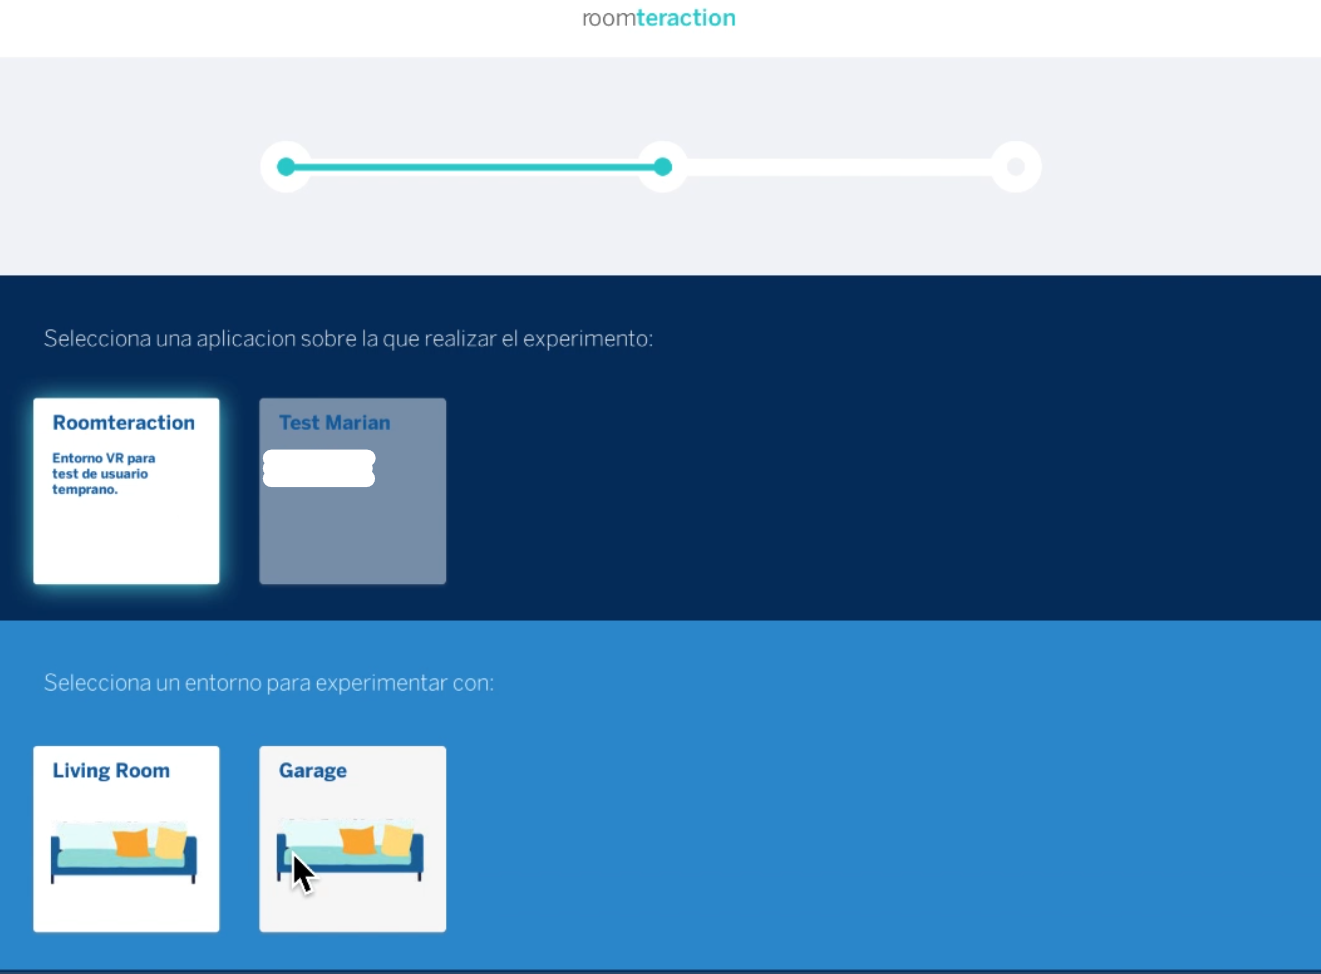 roomteraction
Selecciona una aplicacion sobre la que realizar el experimento:
Roomteraction
Test Marian
Entorno VR para
test de usuario
temprano.
Selecciona un entorno para experimentar con:
Living Room
Garage